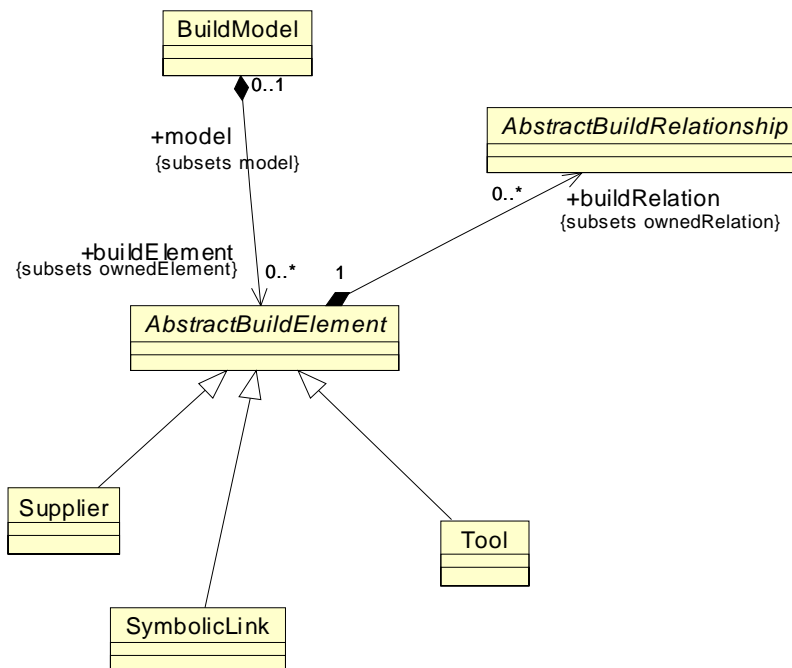 BuildModel
0..1
+model
{subsets model}
AbstractBuildRelationship
0..*
+buildRelation
{subsets ownedRelation}
+buildElement
{subsets ownedElement}
0..*
1
AbstractBuildElement
Supplier
Tool
SymbolicLink